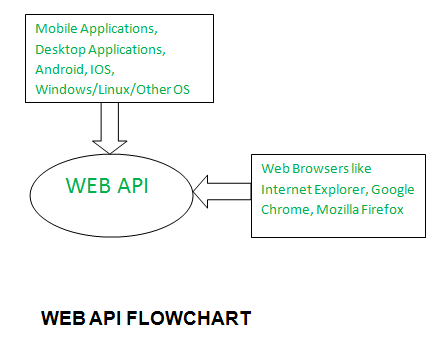 Mobile Applications,
Desktop Applications,
Android, IOS,
Windows/Linux/Other OS
WEB API
Web Browsers like
Internet Explorer, Google
Chrome, Mozilla Firefox
WEB API FLOWCHART